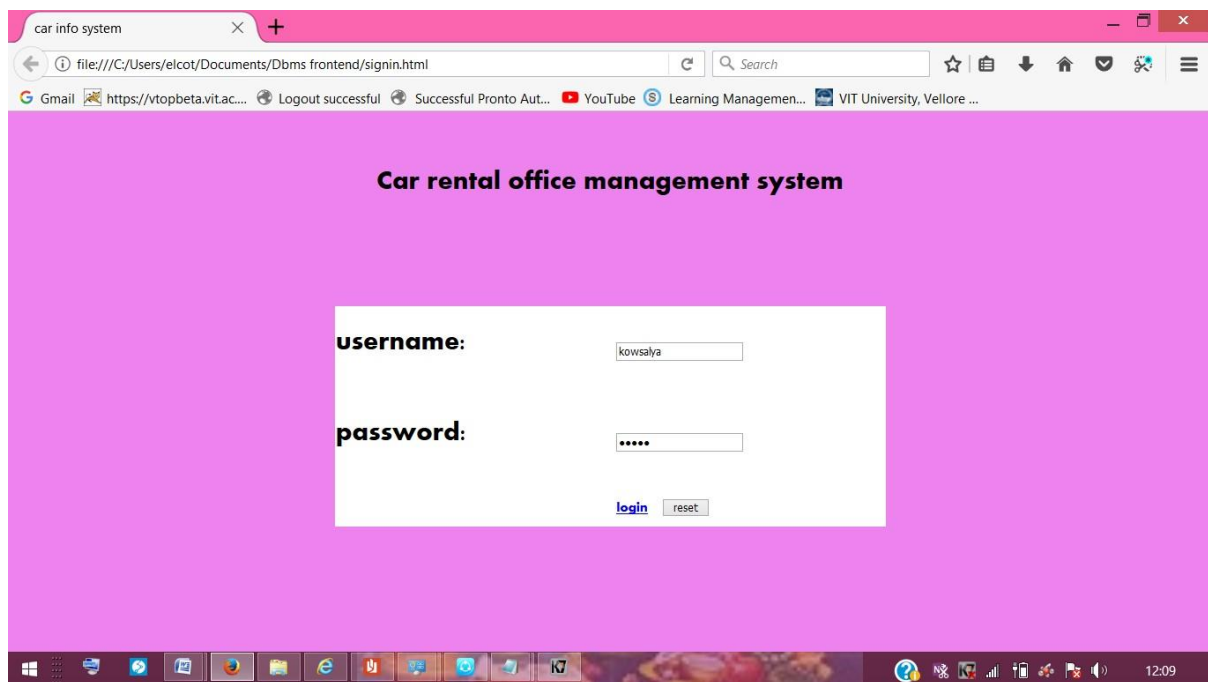 car info system
file:///C:/Users/elcot/Documents/Dbms frontend/signin.html
Search
G Gmail https://vtopbeta.vit.ac.... Logout successful Successful Pronto Aut... YouTube S Learning Managemen... VIT University, Vellore ...
Car rental office management system
username:
kowsalya
password:
login reset
K7
12:09